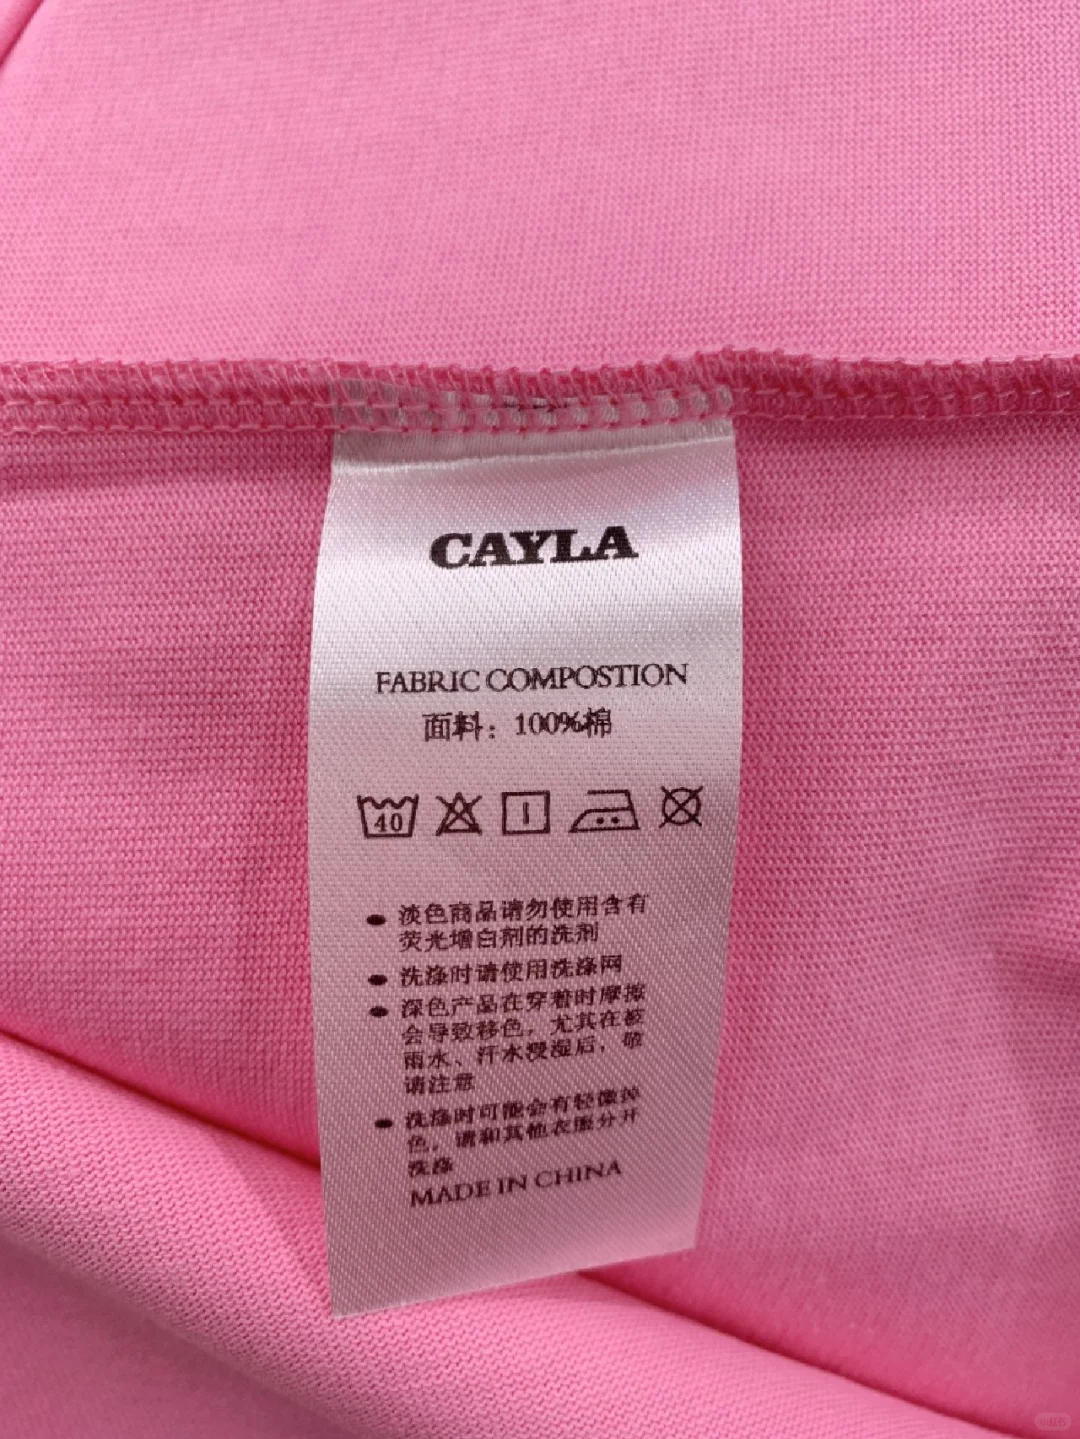 CAYLA
FABRIC COMPOSTION
面料：100%棉
40
● 淡色商品请勿使用含有
荧光增白剂的洗剂
● 洗涤时请使用洗涤网
● 深色产品在穿着时摩擦
会导致移色，尤其在被
雨水、汗水浸湿后，敬
请注意
● 洗涤时可能会有轻微掉
色，请和其他衣服分开
洗涤
MADE IN CHINA
小红书